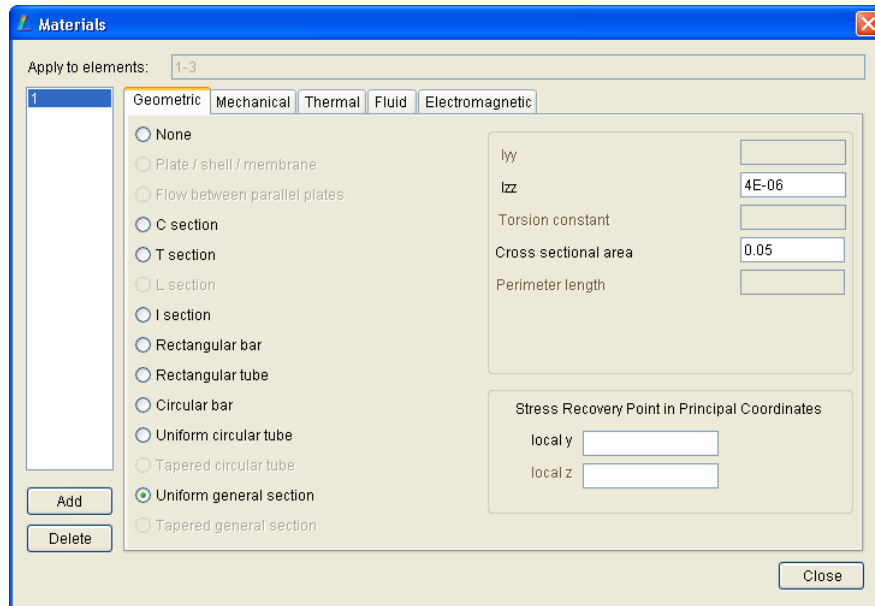 Materials
Apply to elements: 1-3
1
Geometric Mechanical Thermal Fluid Electromagnetic
None
Plate / shell / membrane
Flow between parallel plates
C section
T section
L section
I section
Rectangular bar
Rectangular tube
Circular bar
Uniform circular tube
Tapered circular tube
Uniform general section
Tapered general section
Iyy
Izz 4E-06
Torsion constant
Cross sectional area 0.05
Perimeter length
Stress Recovery Point in Principal Coordinates
local y
local z
Add
Delete
Close